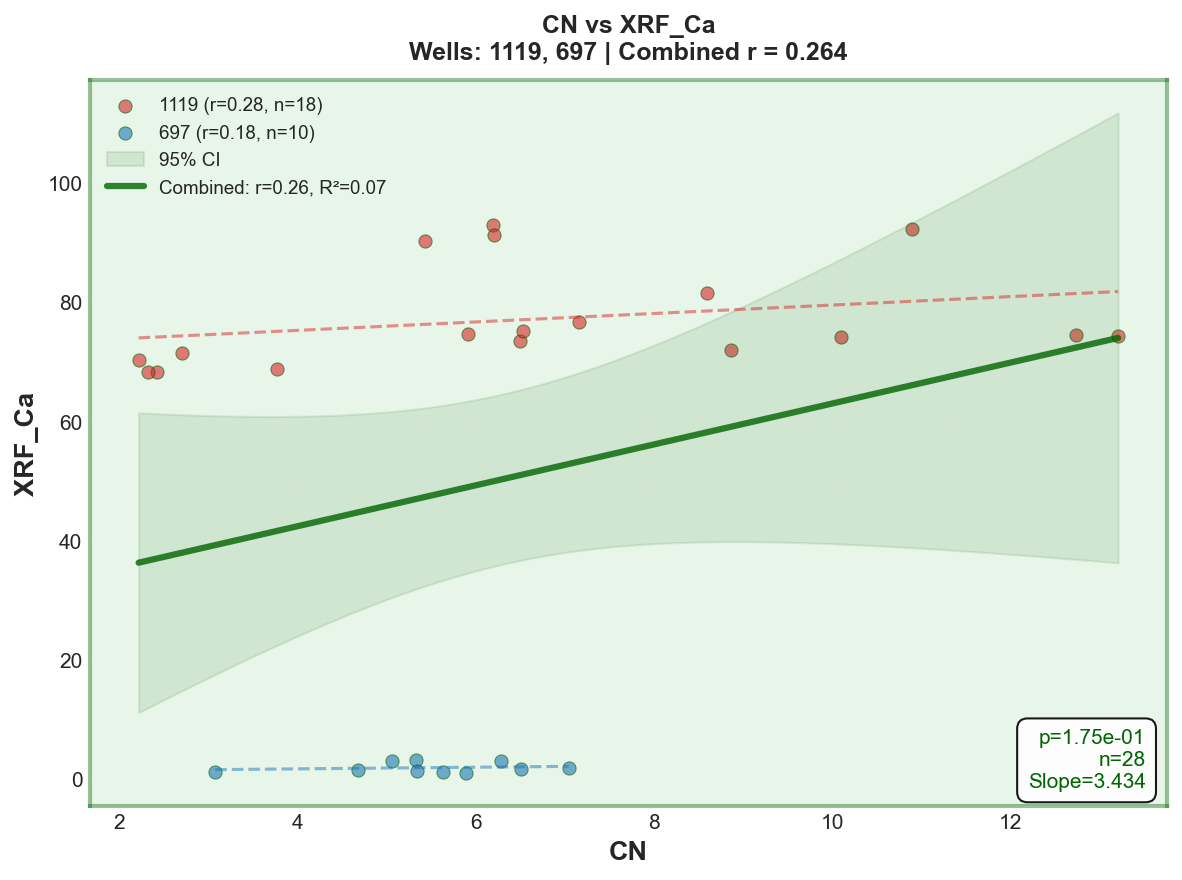 CN vs XRF_Ca
Wells: 1119, 697 | Combined r = 0.264
1119 (r=0.28, n=18)
697 (r=0.18, n=10)
95% CI
Combined: r=0.26, R²=0.07
XRF_Ca
100
80
60
40
20
0
p=1.75e-01
n=28
Slope=3.434
2 4 6 8 10 12
CN